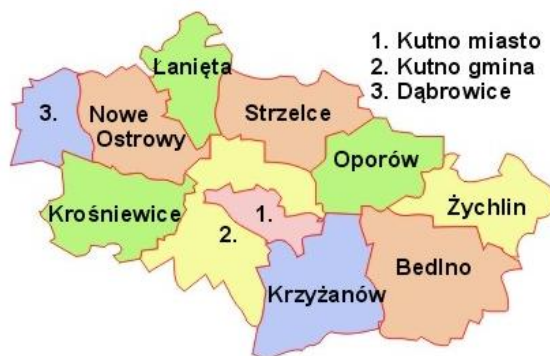 1. Kutno miasto
2. Kutno gmina
3. Dąbrowice
Łanięta
3.
Nowe
Ostrowy
Strzelce
Oporów
Krośniewice
1.
Żychlin
2.
Bedlno
Krzyżanów